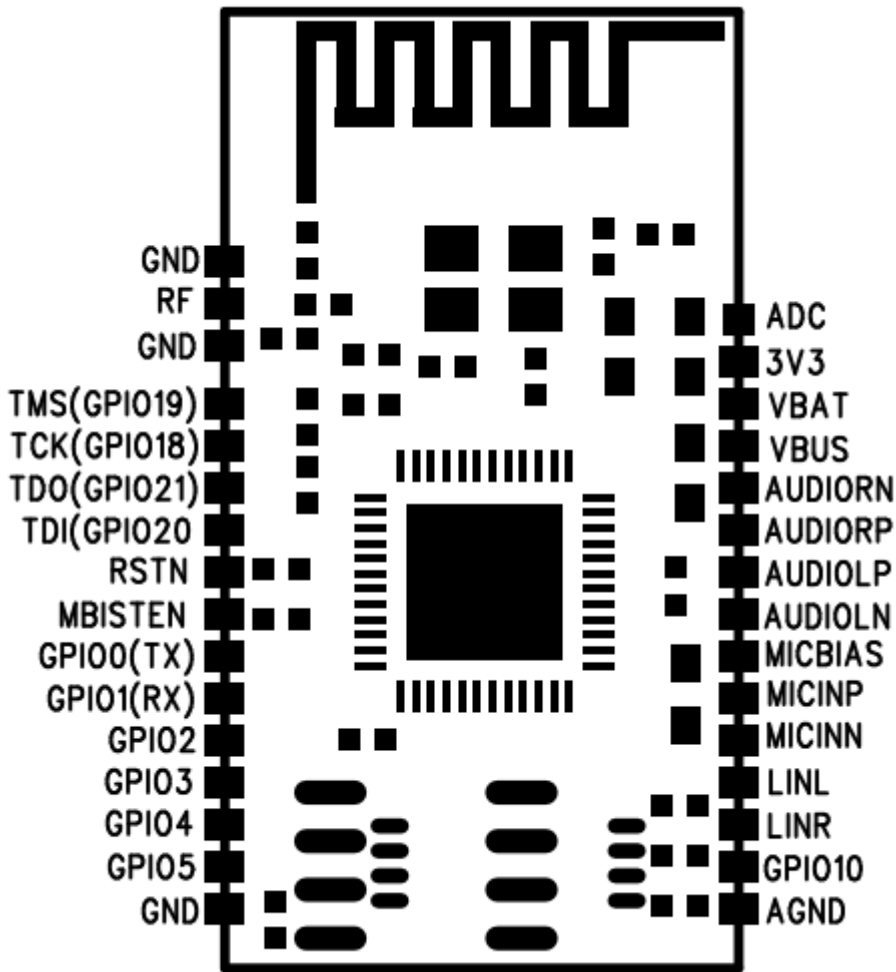 GND
RF
GND
TMS(GPIO19)
TCK(GPIO18)
TDO(GPIO21)
TDI(GPIO20
RSTN
MBISTEN
GPIO0(TX)
GPIO1(RX)
GPIO2
GPIO3
GPIO4
GPIO5
GND
ADC
3V3
VBAT
VBUS
AUDIORN
AUDIORP
AUDIOLP
AUDIOLN
MICBIAS
MICINP
MICINN
LINL
LINR
GPIO10
AGND